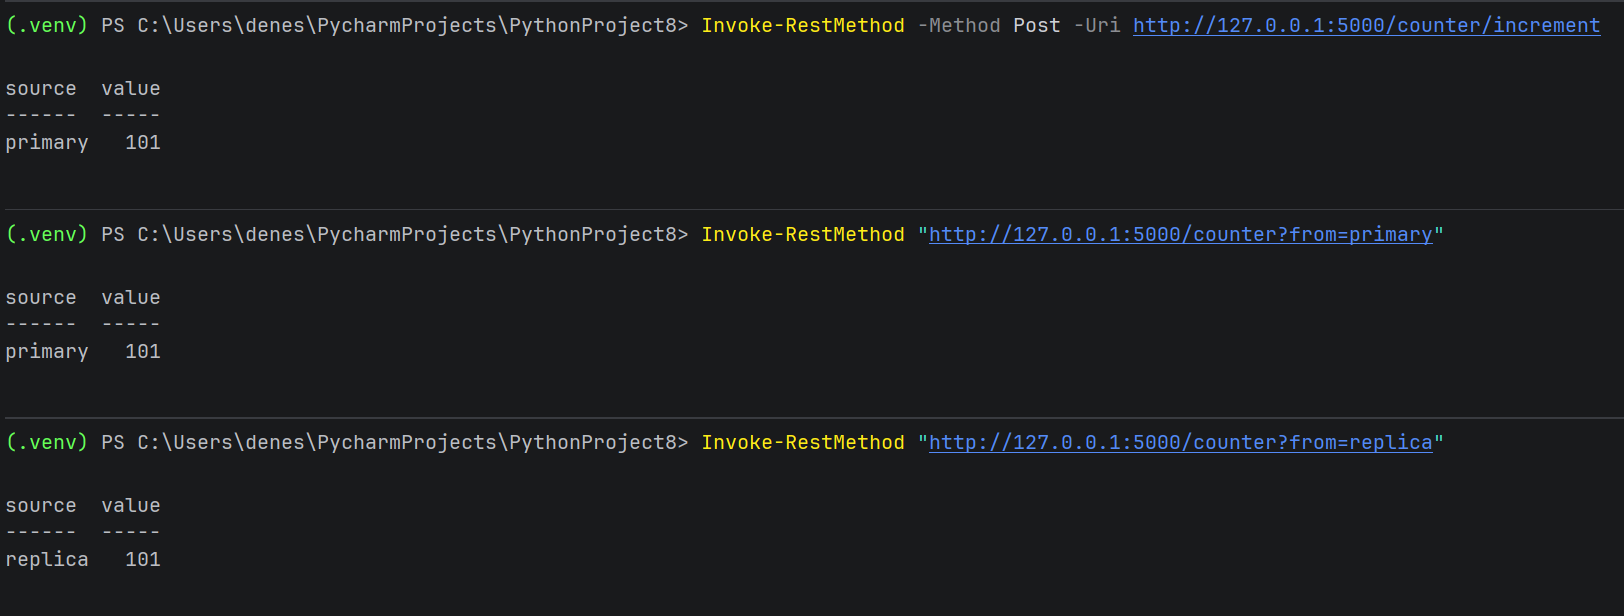 (.venv) PS C:\Users\denes\PycharmProjects\PythonProject8> Invoke-RestMethod -Method Post -Uri http://127.0.0.1:5000/counter/increment
source  value
------  -----
primary   101
(.venv) PS C:\Users\denes\PycharmProjects\PythonProject8> Invoke-RestMethod "http://127.0.0.1:5000/counter?from=primary"
source  value
------  -----
primary   101
(.venv) PS C:\Users\denes\PycharmProjects\PythonProject8> Invoke-RestMethod "http://127.0.0.1:5000/counter?from=replica"
source  value
------  -----
replica   101